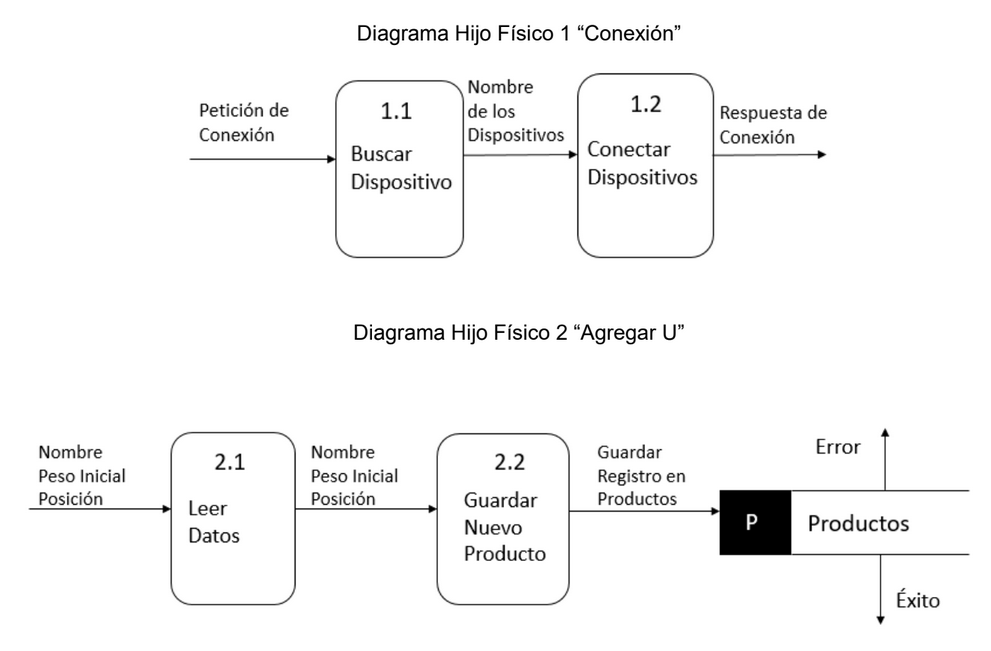 Diagrama Hijo Físico 1 “Conexión”
Petición de
Conexión
1.1
Buscar
Dispositivo
Nombre
de los
Dispositivos
1.2
Conectar
Dispositivos
Respuesta de
Conexión
Diagrama Hijo Físico 2 “Agregar U”
Nombre
Peso Inicial
Posición
2.1
Leer
Datos
Nombre
Peso Inicial
Posición
2.2
Guardar
Nuevo
Producto
Guardar
Registro en
Productos
Error
P
Productos
Éxito